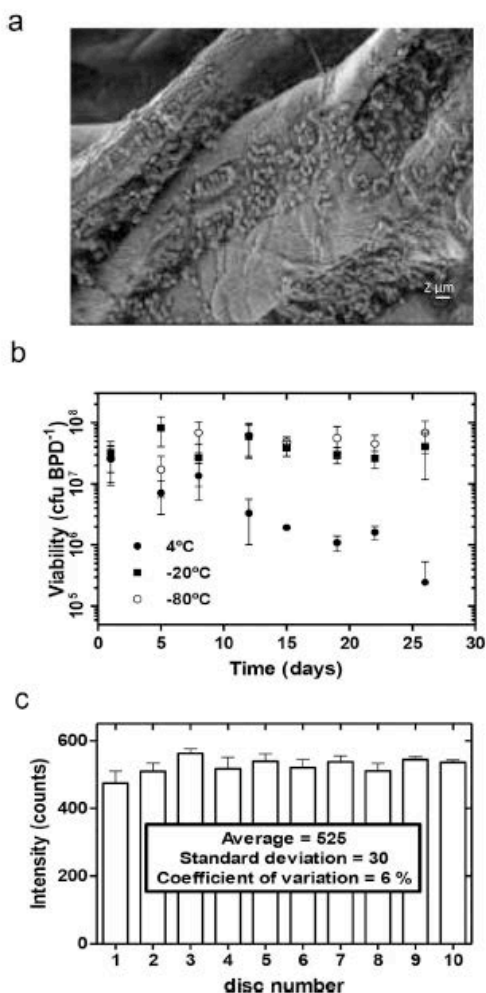 a
2 μm
b
Viability (cfu BPD⁻¹)
10⁸
10⁷
10⁶
10⁵
4ºC
-20ºC
-80ºC
0 5 10 15 20 25 30
Time (days)
c
Intensity (counts)
600
400
200
0
Average = 525
Standard deviation = 30
Coefficient of variation = 6 %
1 2 3 4 5 6 7 8 9 10
disc number